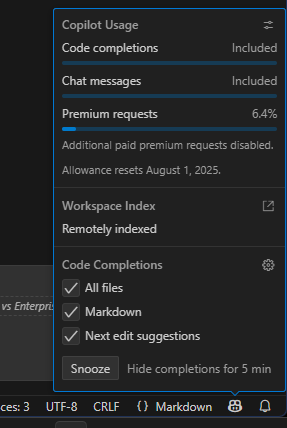 Copilot Usage
Code completions Included
Chat messages Included
Premium requests 6.4%
Additional paid premium requests disabled.
Allowance resets August 1, 2025.
Workspace Index
Remotely indexed
vs Enterpris
Code Completions
All files
Markdown
Next edit suggestions
Snooze Hide completions for 5 min
ces: 3 UTF-8 CRLF {} Markdown